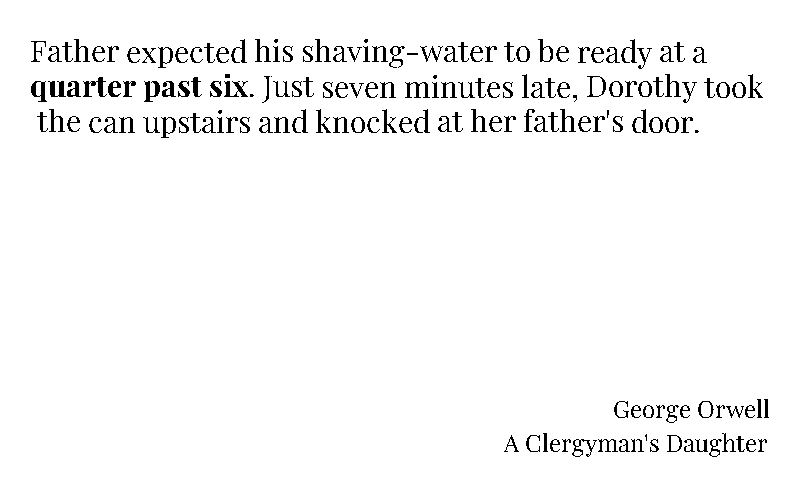 Father expected his shaving-water to be ready at a
quarter past six. Just seven minutes late, Dorothy took
the can upstairs and knocked at her father's door.
George Orwell
A Clergyman's Daughter